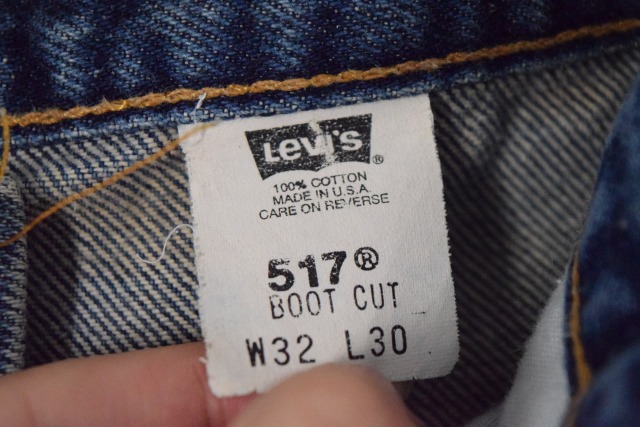 Levi's ®
100% COTTON
MADE IN U.S.A.
CARE ON REVERSE
517®
BOOT CUT
W32 L30